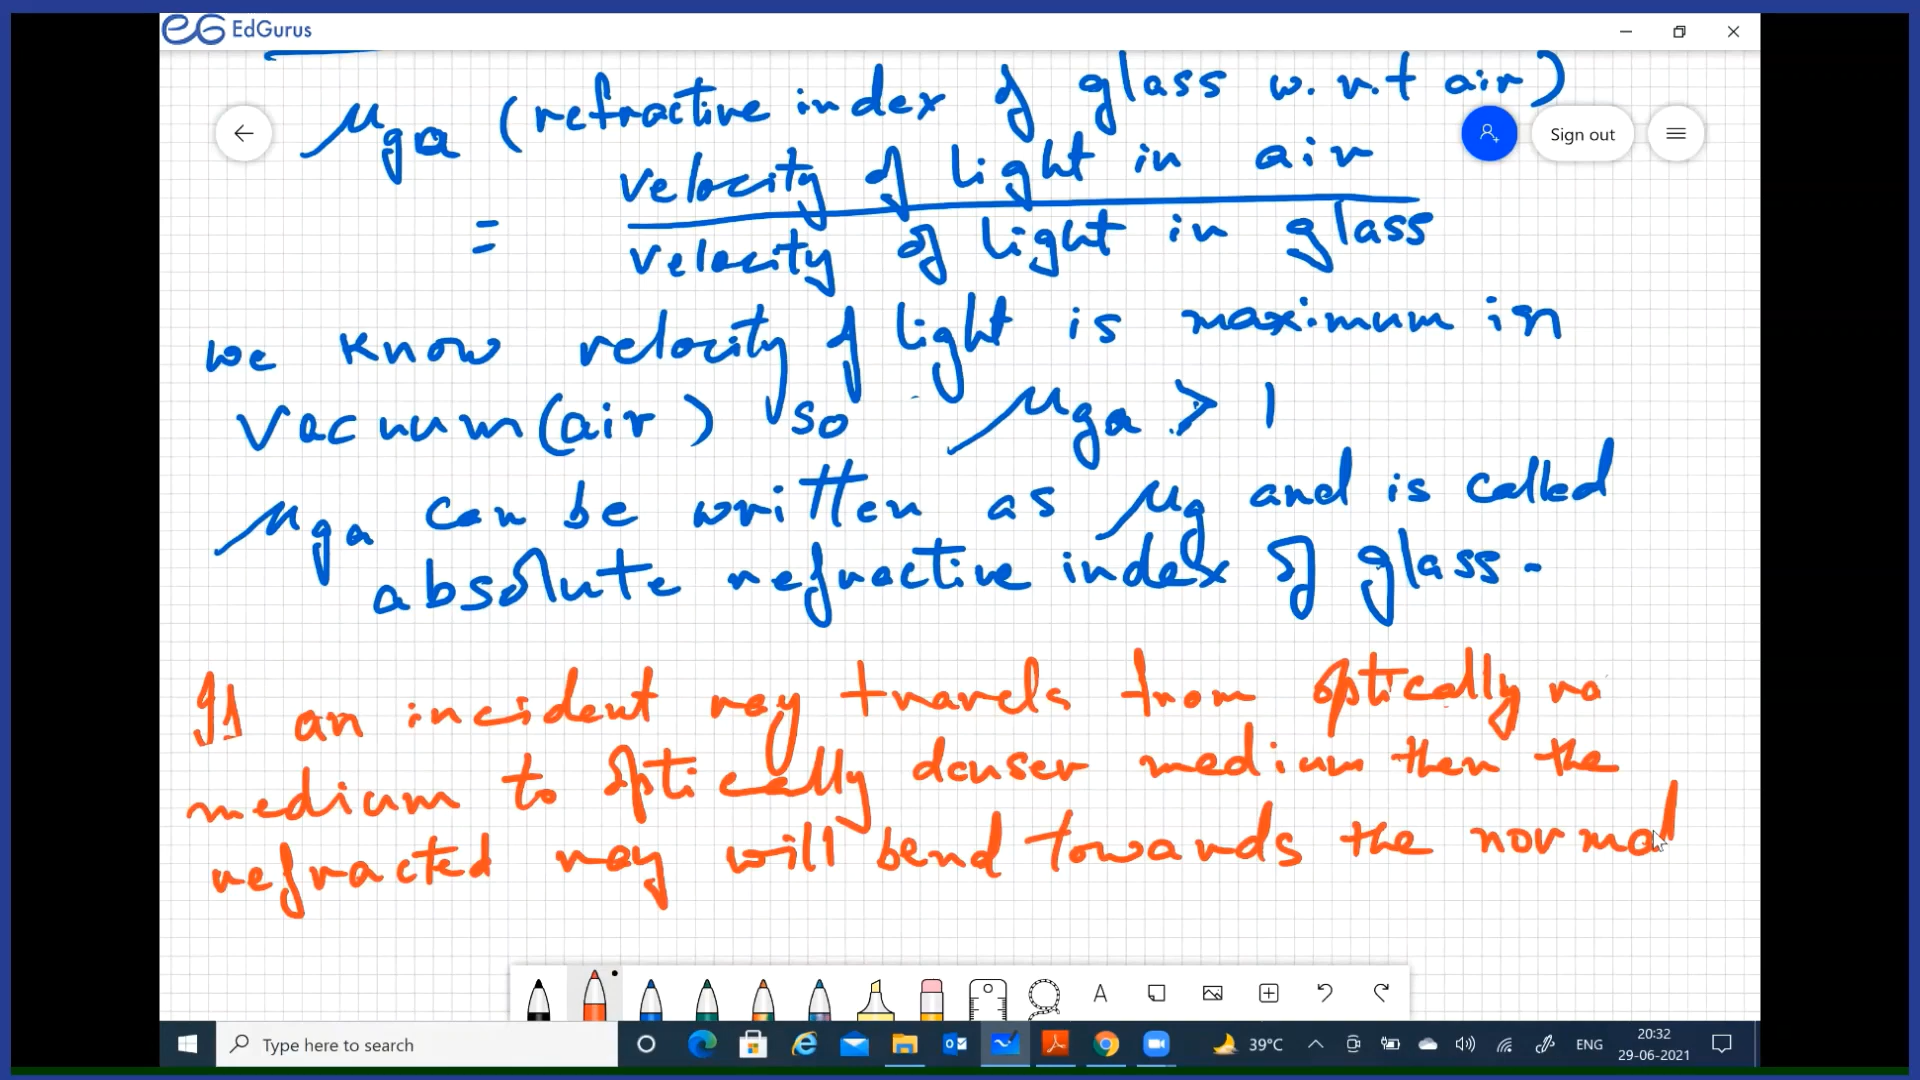 EG EdGurus
μga (refractive index of glass w.r.t air)
Sign out
= velocity of light in air
velocity of light in glass
we know velocity of light is maximum in
vacuum (air) so μga > 1
μga can be written as μg and is called
absolute refractive index of glass.
If an incident ray travels from optically ra
medium to optically denser medium then the
refracted ray will bend towards the normal
A
Type here to search
39°C
ENG
20:32
29-06-2021